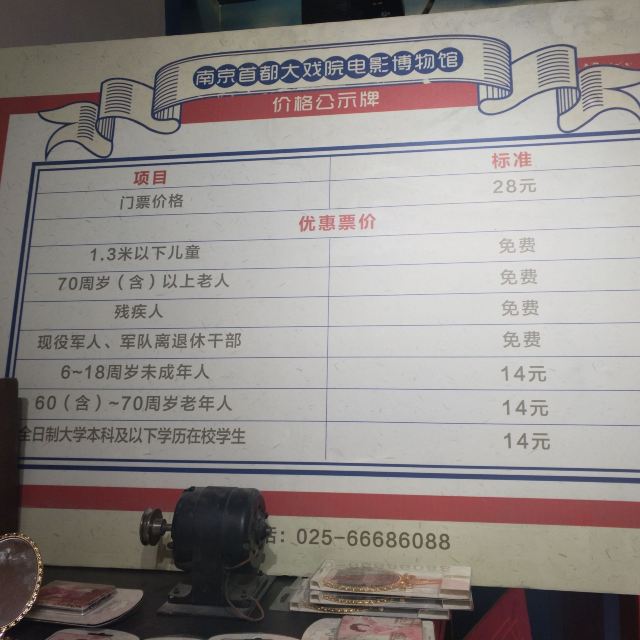 南京首都大戏院电影博物馆
价格公示牌
项目 标准
门票价格 28元
优惠票价
1.3米以下儿童 免费
70周岁（含）以上老人 免费
残疾人 免费
现役军人、军队离退休干部 免费
6~18周岁未成年人 14元
60（含）~70周岁老年人 14元
全日制大学本科及以下学历在校学生 14元
话：025-66686088